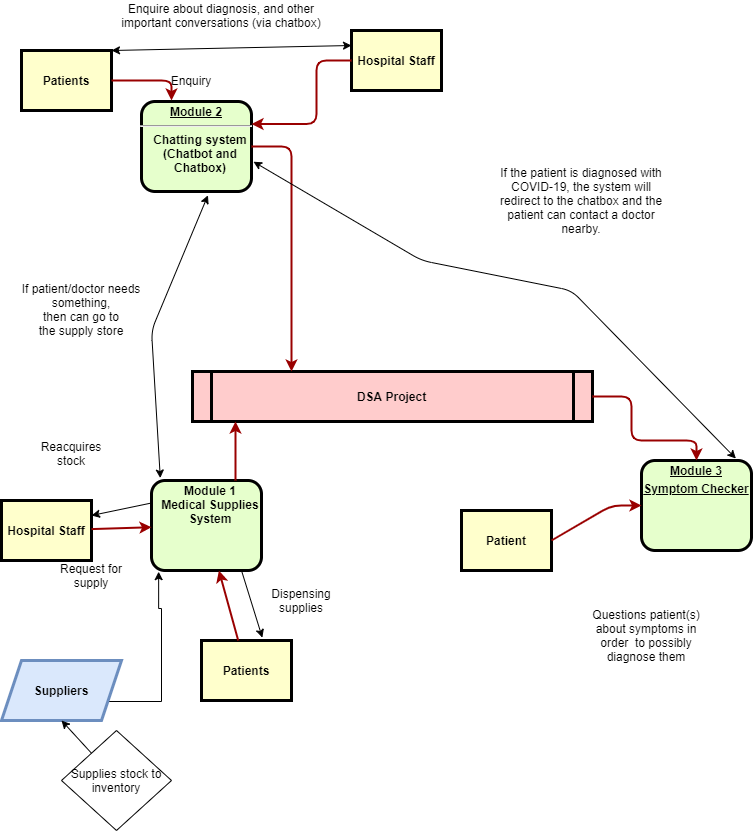 Enquire about diagnosis, and other
important conversations (via chatbox)
Patients
Hospital Staff
Enquiry
Module 2
Chatting system
(Chatbot and
Chatbox)
If the patient is diagnosed with
COVID-19, the system will
redirect to the chatbox and the
patient can contact a doctor
nearby.
If patient/doctor needs
something,
then can go to
the supply store
DSA Project
Reacquires
stock
Module 1
Medical Supplies
System
Module 3
Symptom Checker
Hospital Staff
Patient
Request for
supply
Dispensing
supplies
Questions patient(s)
about symptoms in
order to possibly
diagnose them
Patients
Suppliers
Supplies stock to
inventory